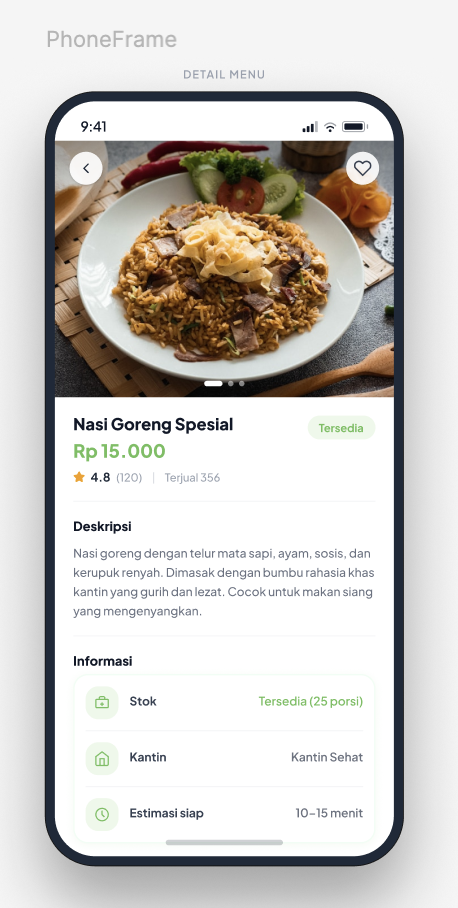 PhoneFrame
DETAIL MENU
9:41
Nasi Goreng Spesial
Tersedia
Rp 15.000
4.8 (120) Terjual 356
Deskripsi
Nasi goreng dengan telur mata sapi, ayam, sosis, dan
kerupuk renyah. Dimasak dengan bumbu rahasia khas
kantin yang gurih dan lezat. Cocok untuk makan siang
yang mengenyangkan.
Informasi
Stok Tersedia (25 porsi)
Kantin Kantin Sehat
Estimasi siap 10–15 menit